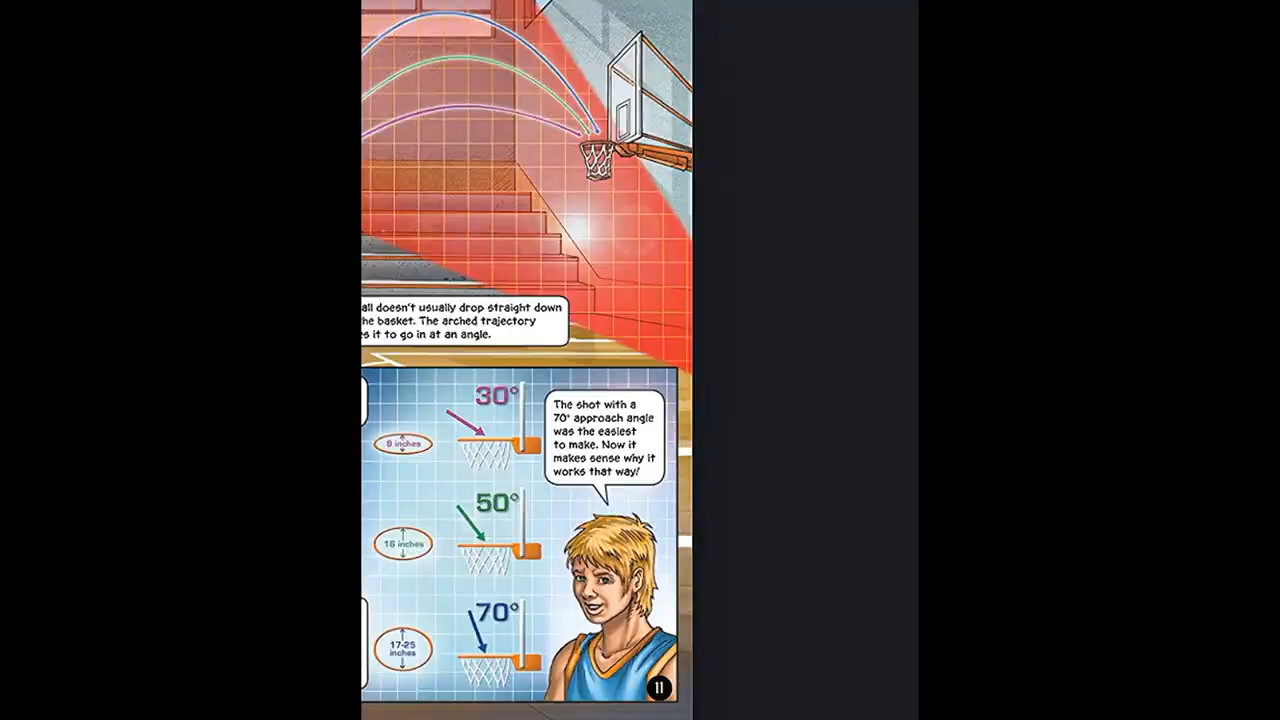 all doesn't usually drop straight down
he basket. The arched trajectory
s it to go in at an angle.
30°
9 inches
The shot with a
70° approach angle
was the easiest
to make. Now it
makes sense why it
works that way!
50°
16 inches
70°
17-25
inches
11